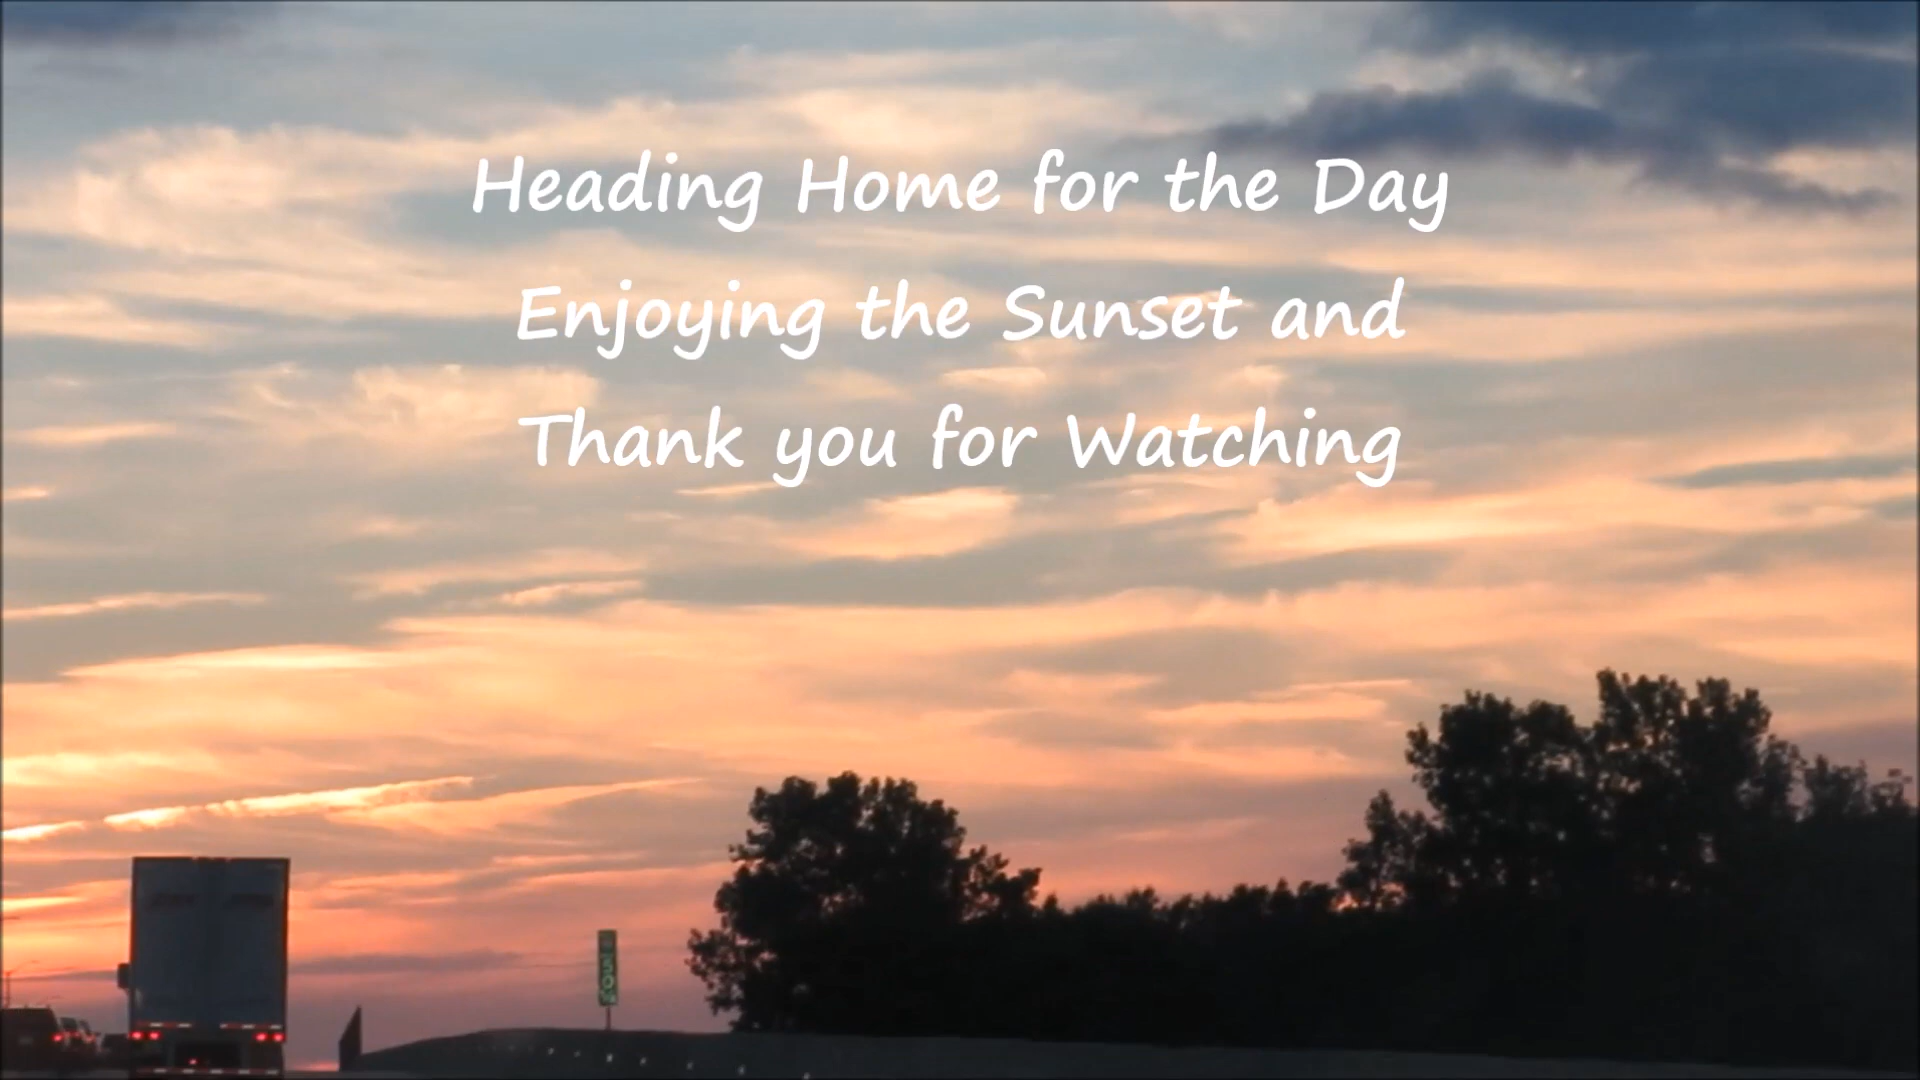 Heading Home for the Day
Enjoying the Sunset and
Thank you for Watching